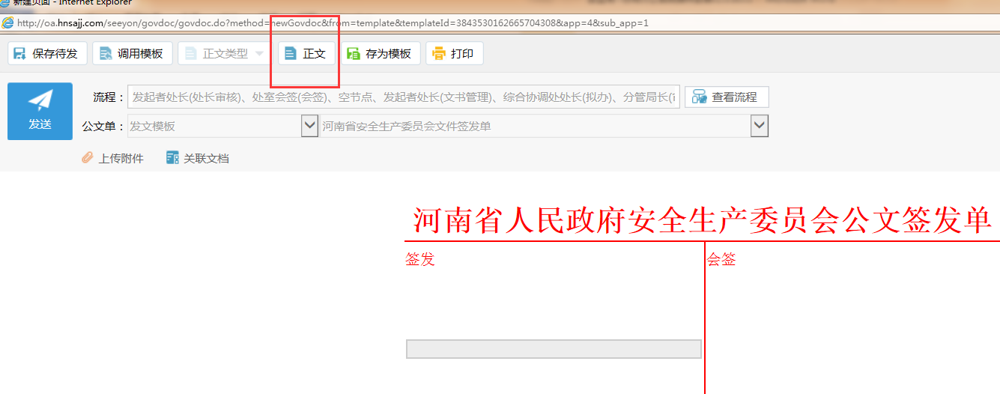 新建页面 - Internet Explorer
http://oa.hnsajj.com/seeyon/govdoc/govdoc.do?method=newGovdoc&from=template&templateId=3843530162665704308&app=4&sub_app=1
保存待发 调用模板 正文类型 正文 存为模板 打印
流程： 发起者处长(处长审核)、处室会签(会签)、空节点、发起者处长(文书管理)、综合协调处处长(拟办)、分管局长( 查看流程
发送
公文单： 发文模板 河南省安全生产委员会文件签发单
上传附件 关联文档
河南省人民政府安全生产委员会公文签发单
签发 会签